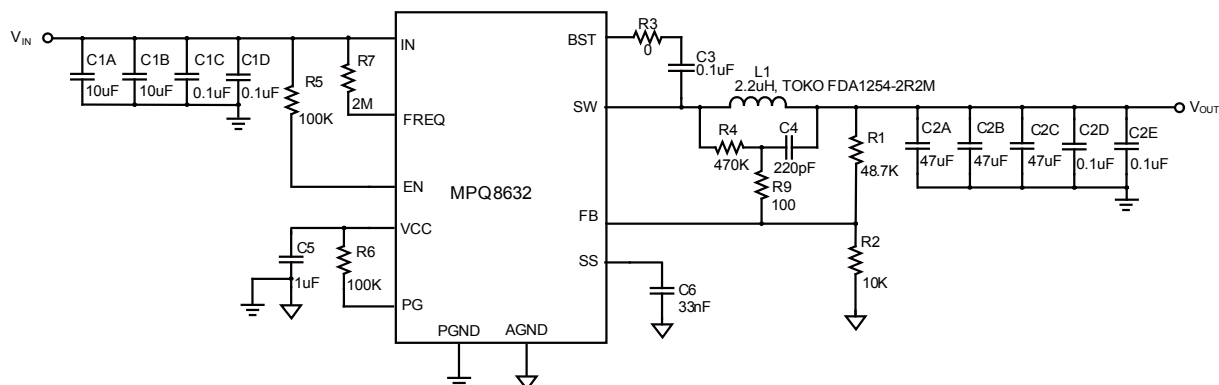 VIN
C1A
10uF
C1B
10uF
C1C
0.1uF
C1D
0.1uF
R5
100K
R7
2M
IN
FREQ
EN
VCC
PG
PGND
AGND
MPQ8632
BST
SW
FB
SS
C5
1uF
R6
100K
R3
0
C3
0.1uF
L1
2.2uH, TOKO FDA1254-2R2M
R4
470K
C4
220pF
R9
100
R1
48.7K
R2
10K
C6
33nF
C2A
47uF
C2B
47uF
C2C
47uF
C2D
0.1uF
C2E
0.1uF
VOUT